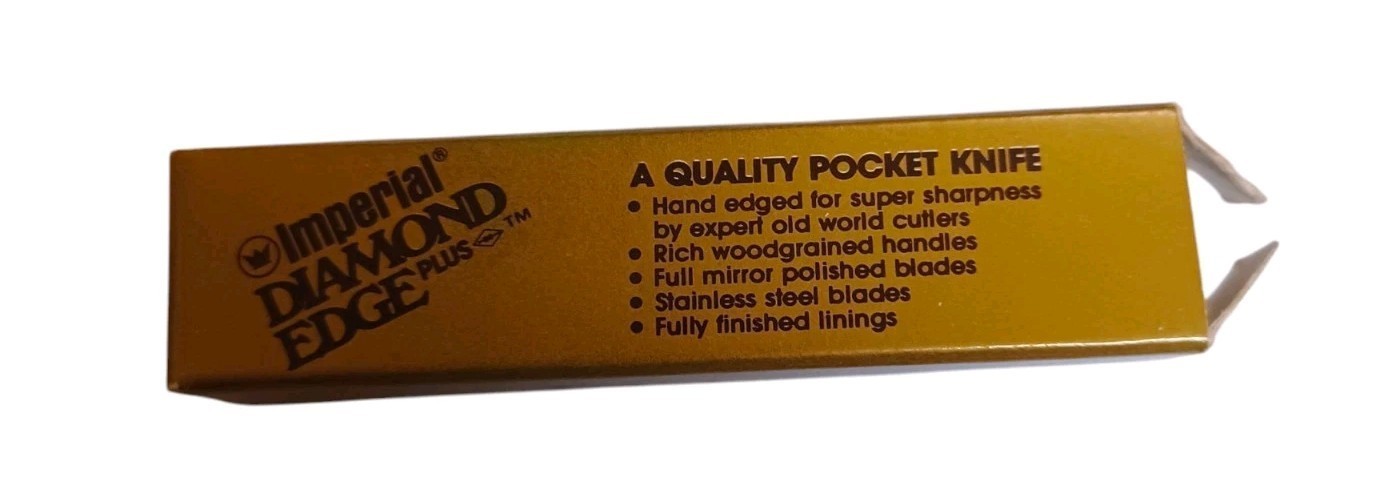 Imperial®
DIAMOND
EDGE PLUS™
A QUALITY POCKET KNIFE
• Hand edged for super sharpness
by expert old world cutlers
• Rich woodgrained handles
• Full mirror polished blades
• Stainless steel blades
• Fully finished linings